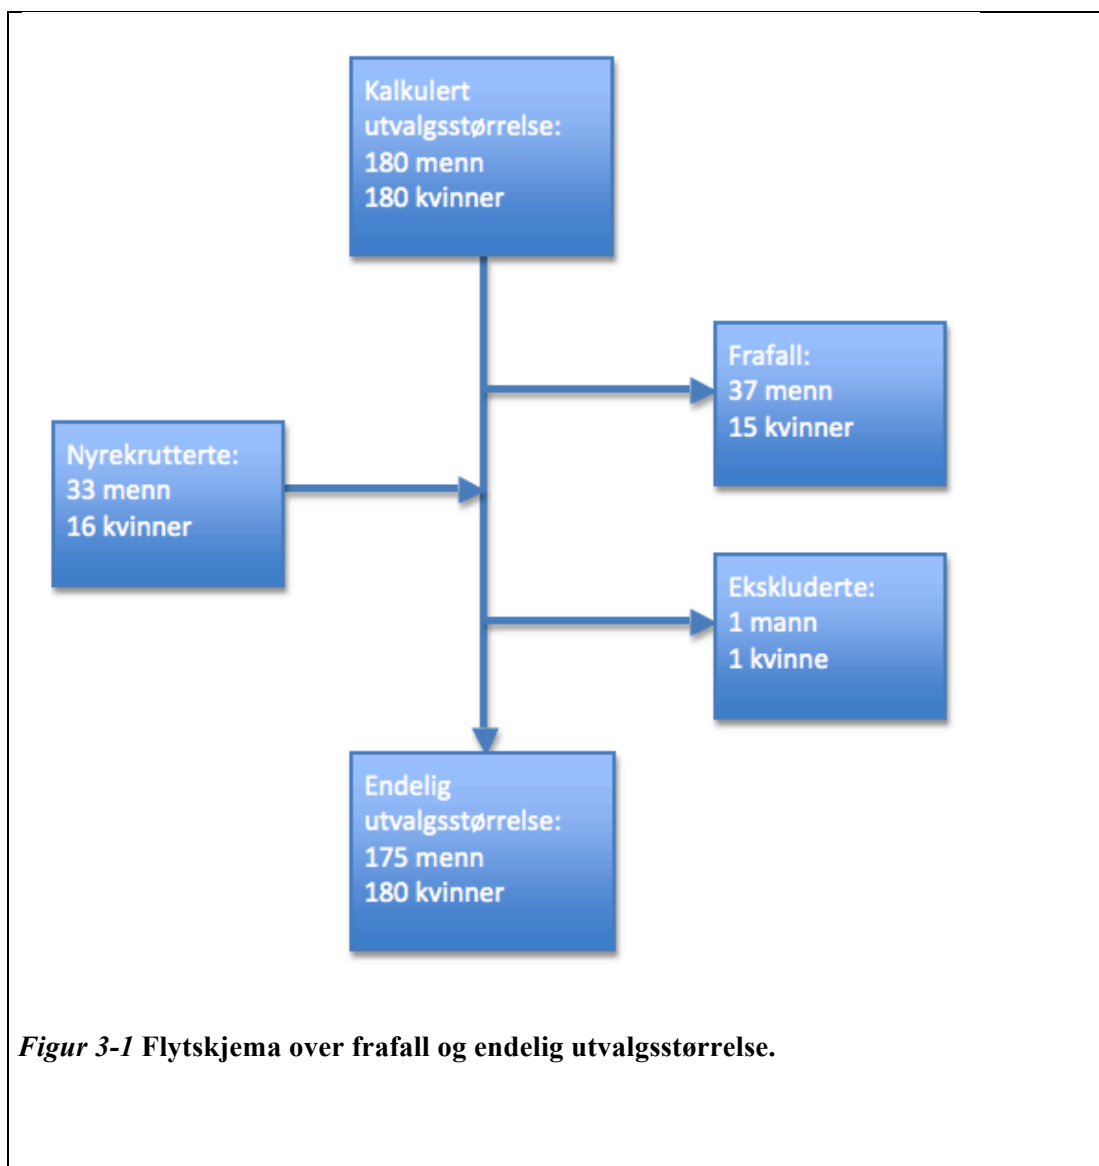 Kalkulert
utvalgsstørrelse:
180 menn
180 kvinner
Frafall:
37 menn
15 kvinner
Nyrekrutterte:
33 menn
16 kvinner
Ekskluderte:
1 mann
1 kvinne
Endelig
utvalgsstørrelse:
175 menn
180 kvinner
Figur 3-1 Flytskjema over frafall og endelig utvalgsstørrelse.